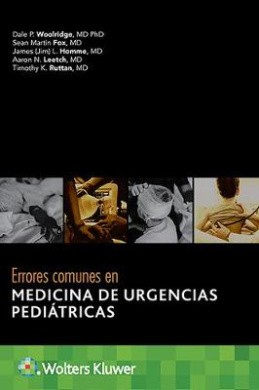 Dale P. Woolridge, MD PhD
Sean Martin Fox, MD
James (Jim) L. Homme, MD
Aaron N. Leetch, MD
Timothy K. Ruttan, MD
Errores comunes en
MEDICINA DE URGENCIAS
PEDIÁTRICAS
Wolters Kluwer